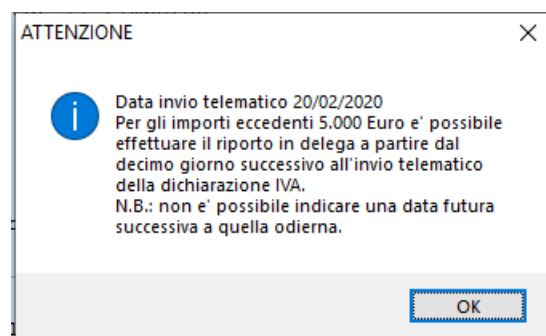 ATTENZIONE
Data invio telematico 20/02/2020
Per gli importi eccedenti 5.000 Euro e' possibile
effettuare il riporto in delega a partire dal
decimo giorno successivo all'invio telematico
della dichiarazione IVA.
N.B.: non e' possibile indicare una data futura
successiva a quella odierna.
OK